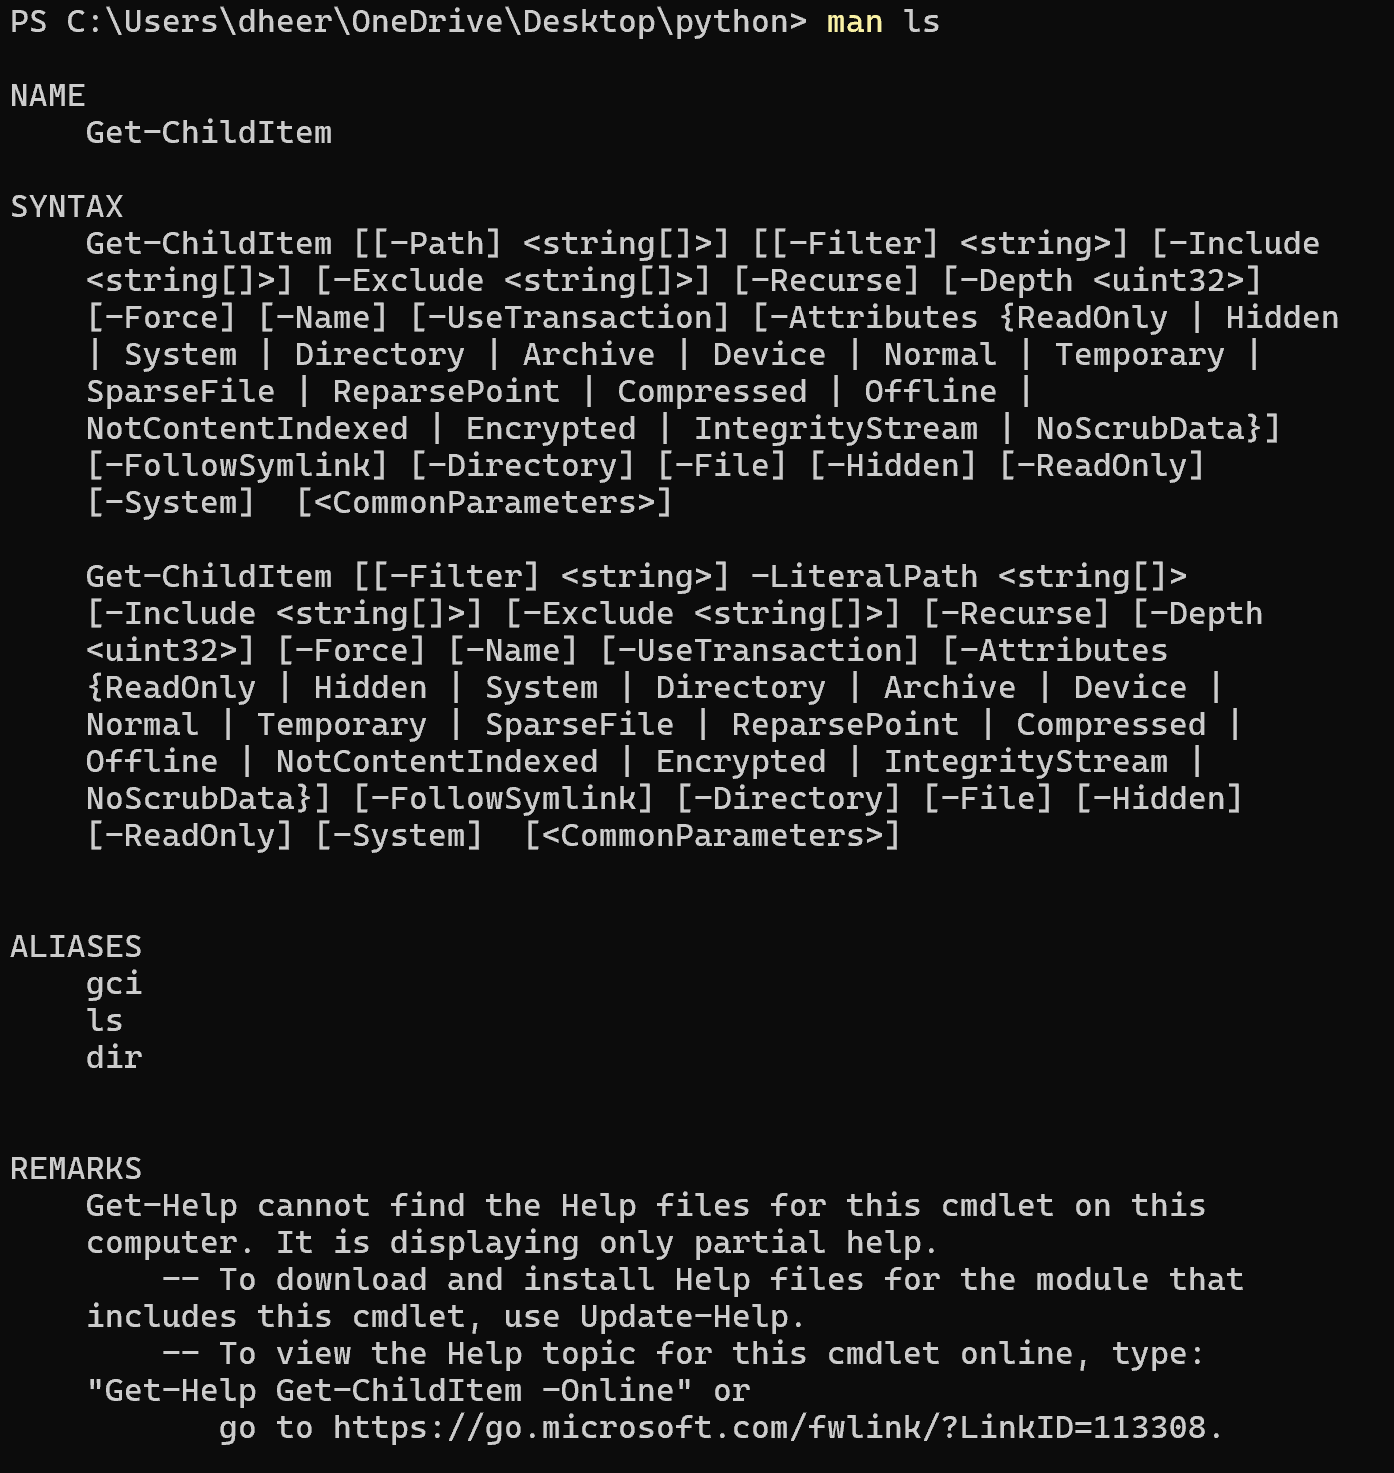 PS C:\Users\dheer\OneDrive\Desktop\python> man ls

NAME
    Get-ChildItem

SYNTAX
    Get-ChildItem [[-Path] <string[]>] [[-Filter] <string>] [-Include
    <string[]>] [-Exclude <string[]>] [-Recurse] [-Depth <uint32>]
    [-Force] [-Name] [-UseTransaction] [-Attributes {ReadOnly | Hidden
    | System | Directory | Archive | Device | Normal | Temporary |
    SparseFile | ReparsePoint | Compressed | Offline |
    NotContentIndexed | Encrypted | IntegrityStream | NoScrubData}]
    [-FollowSymlink] [-Directory] [-File] [-Hidden] [-ReadOnly]
    [-System]  [<CommonParameters>]

    Get-ChildItem [[-Filter] <string>] -LiteralPath <string[]>
    [-Include <string[]>] [-Exclude <string[]>] [-Recurse] [-Depth
    <uint32>] [-Force] [-Name] [-UseTransaction] [-Attributes
    {ReadOnly | Hidden | System | Directory | Archive | Device |
    Normal | Temporary | SparseFile | ReparsePoint | Compressed |
    Offline | NotContentIndexed | Encrypted | IntegrityStream |
    NoScrubData}] [-FollowSymlink] [-Directory] [-File] [-Hidden]
    [-ReadOnly] [-System]  [<CommonParameters>]


ALIASES
    gci
    ls
    dir


REMARKS
    Get-Help cannot find the Help files for this cmdlet on this
    computer. It is displaying only partial help.
        -- To download and install Help files for the module that
    includes this cmdlet, use Update-Help.
        -- To view the Help topic for this cmdlet online, type:
    "Get-Help Get-ChildItem -Online" or
           go to https://go.microsoft.com/fwlink/?LinkID=113308.